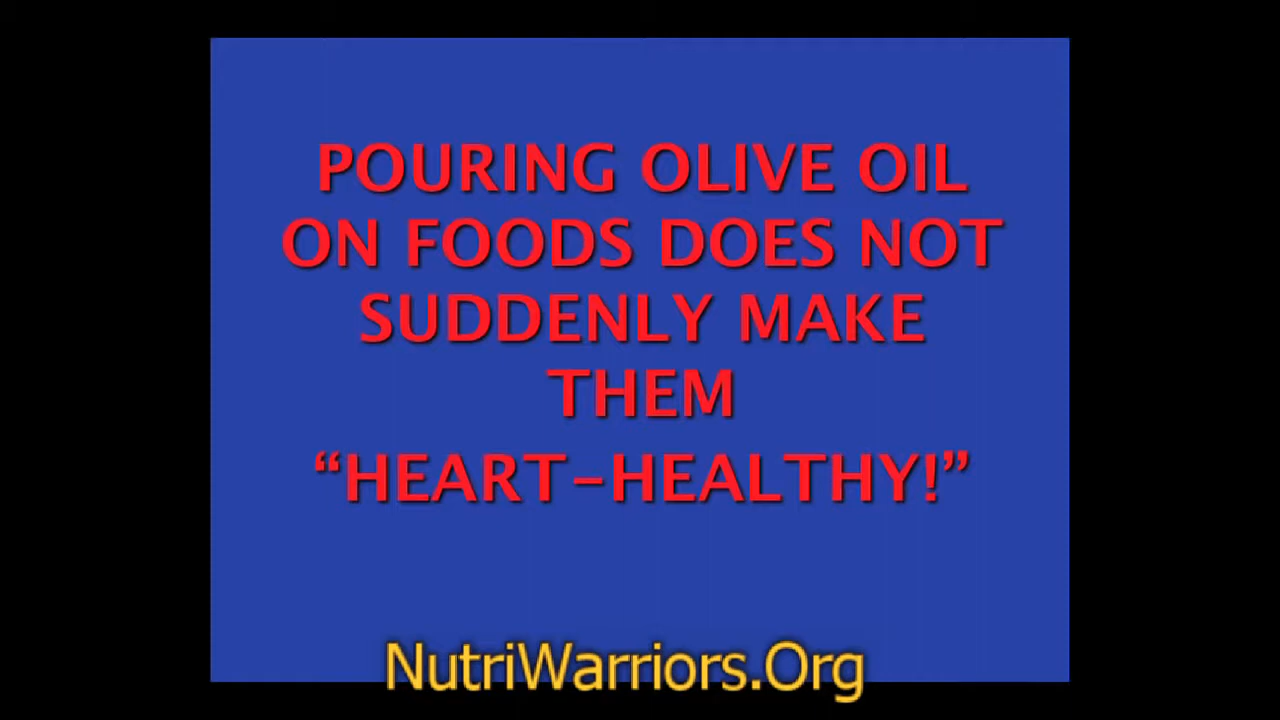 POURING OLIVE OIL
ON FOODS DOES NOT
SUDDENLY MAKE
THEM
“HEART-HEALTHY!”
NutriWarriors.Org